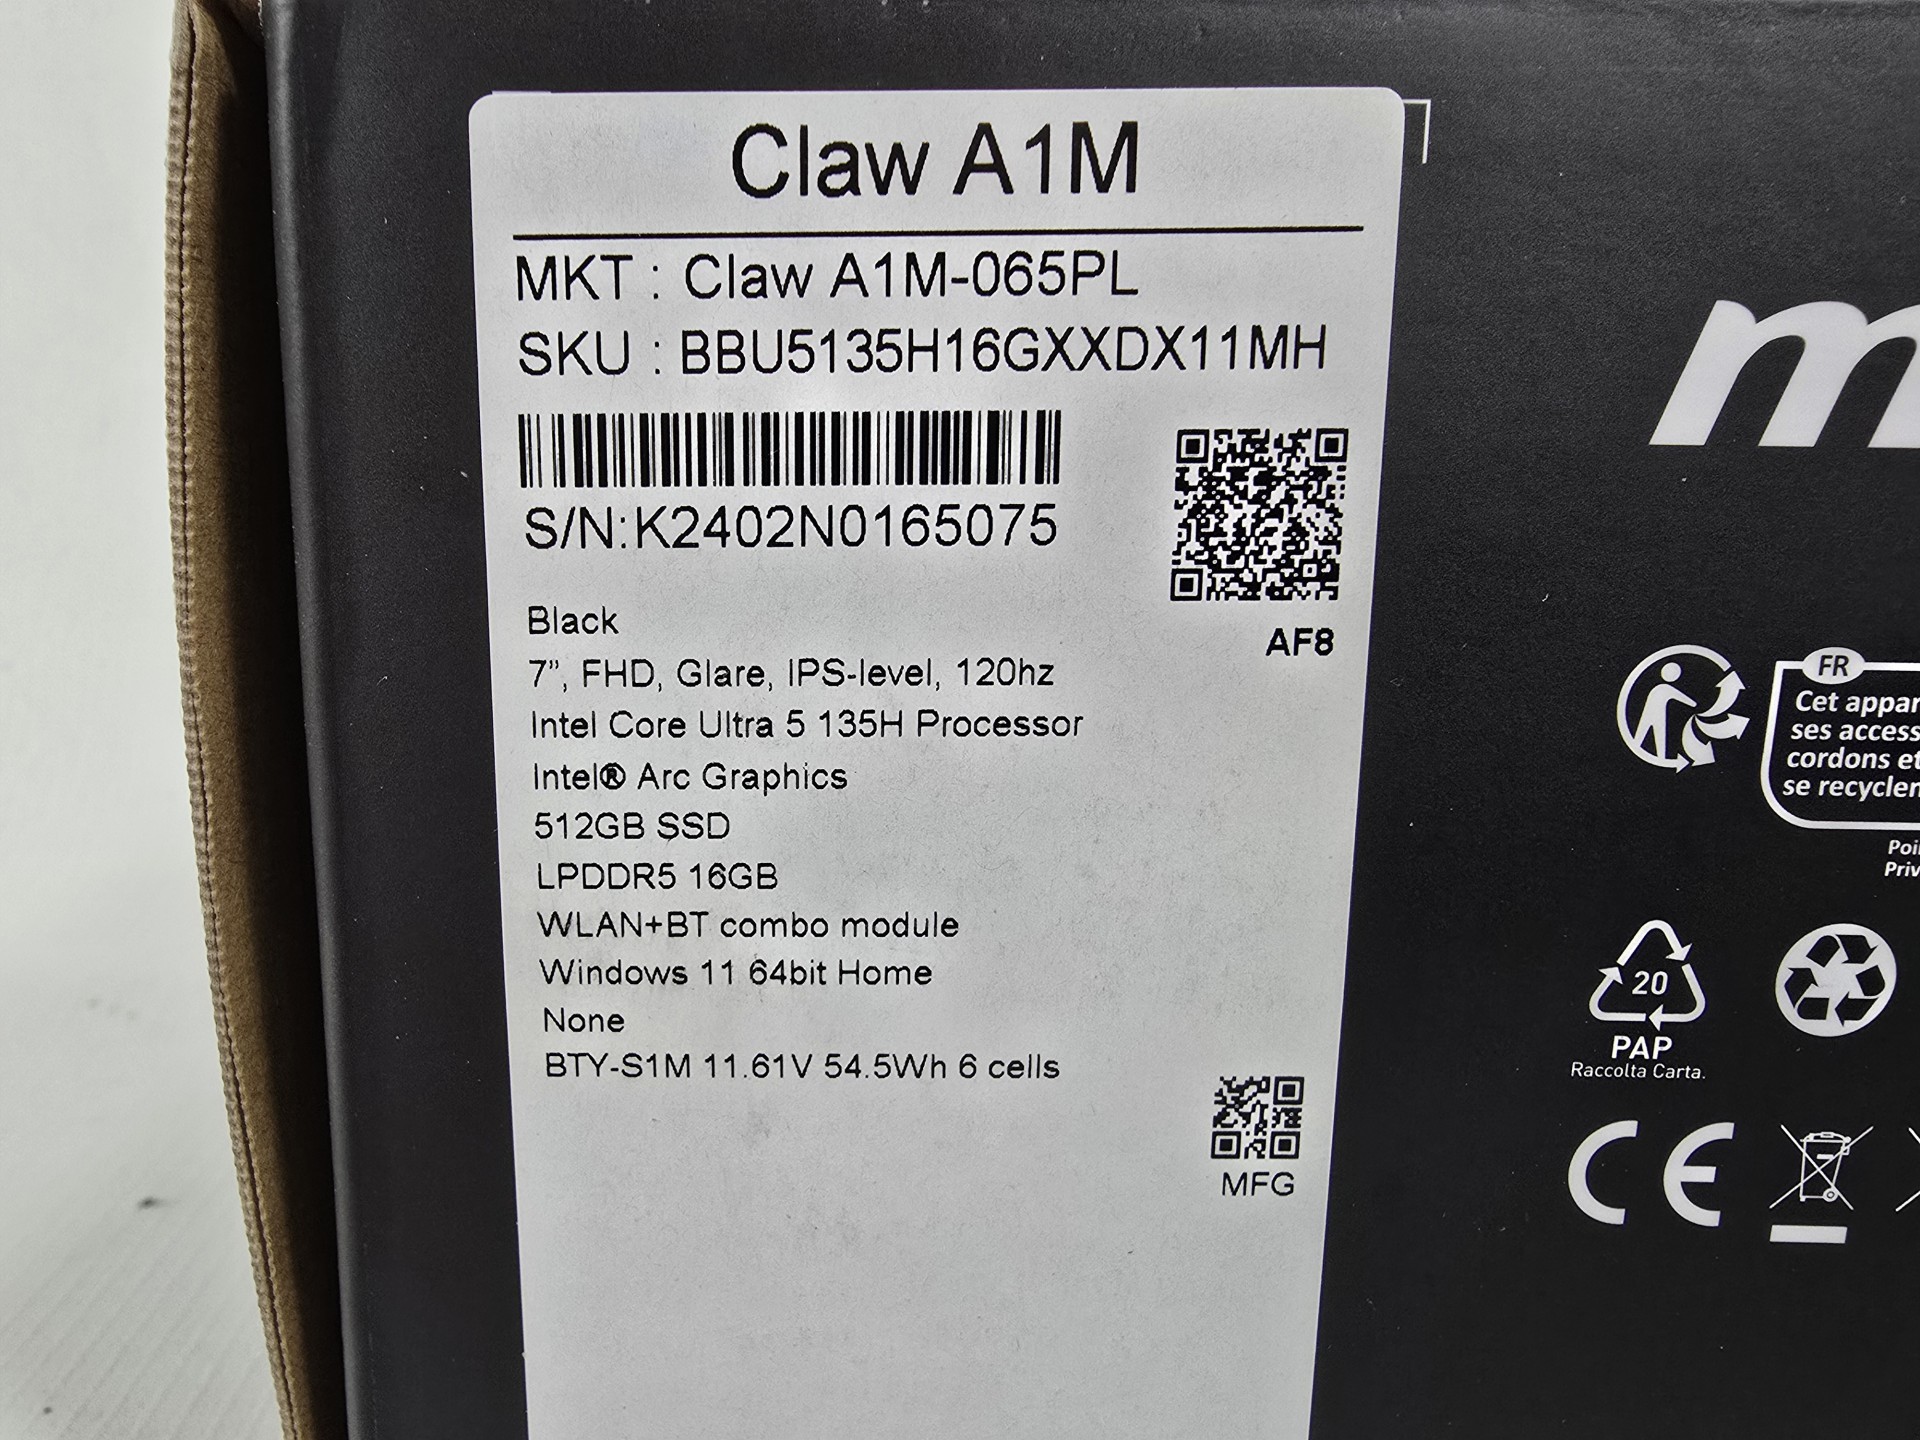 Claw A1M
MKT : Claw A1M-065PL
SKU : BBU5135H16GXXDX11MH
S/N:K2402N0165075
AF8
Black
7", FHD, Glare, IPS-level, 120hz
Intel Core Ultra 5 135H Processor
Intel® Arc Graphics
512GB SSD
LPDDR5 16GB
WLAN+BT combo module
Windows 11 64bit Home
None
BTY-S1M 11.61V 54.5Wh 6 cells
MFG
m
FR
Cet appar
ses access
cordons et
se recyclen
Poi
Priv
20
PAP
Raccolta Carta.
CE